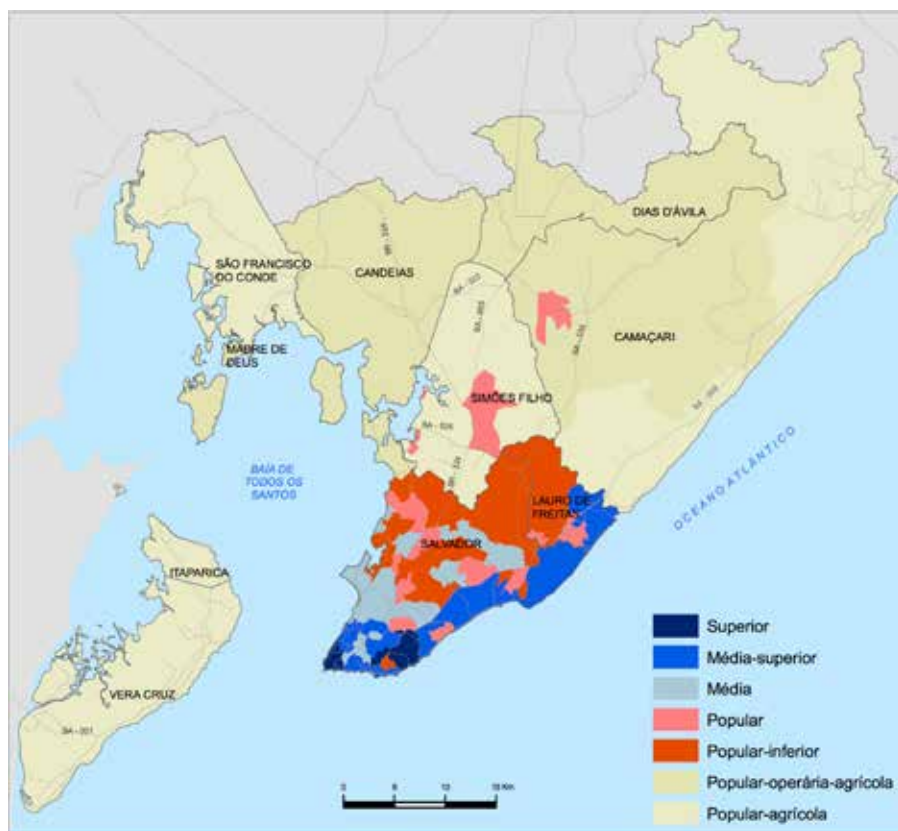 DIAS D'ÁVILA
SÃO FRANCISCO
DO CONDE
CANDEIAS
CAMAÇARI
MADRE DE
DEUS
SIMÕES FILHO
BAÍA DE
TODOS OS
SANTOS
OCEANO ATLÂNTICO
LAURO DE
FREITAS
SALVADOR
ITAPARICA
VERA CRUZ
Superior
Média-superior
Média
Popular
Popular-inferior
Popular-operária-agrícola
Popular-agrícola